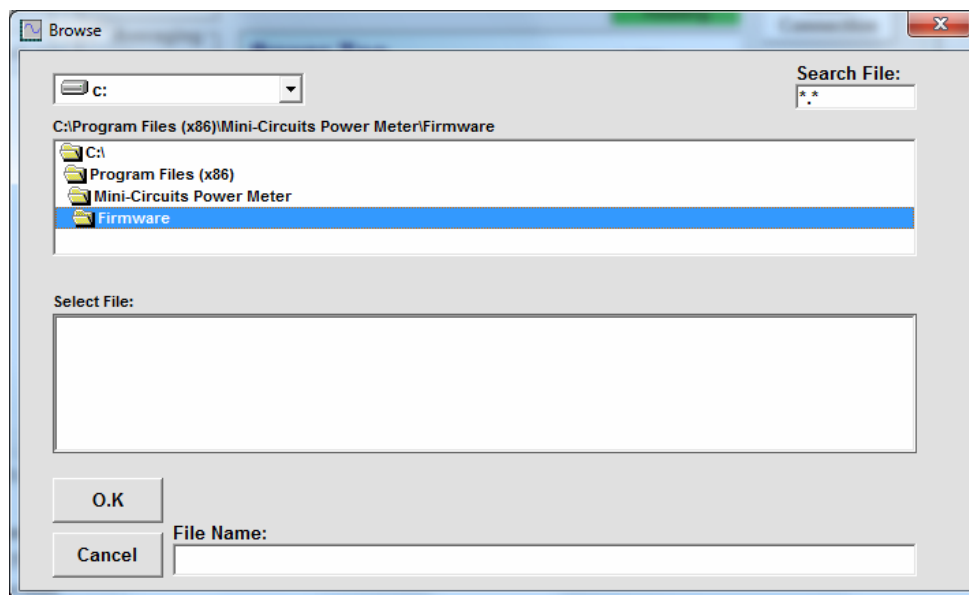 Browse
Search File:
c:
*.*
C:\Program Files (x86)\Mini-Circuits Power Meter\Firmware
C:\
Program Files (x86)
Mini-Circuits Power Meter
Firmware
Select File:
O.K
File Name:
Cancel